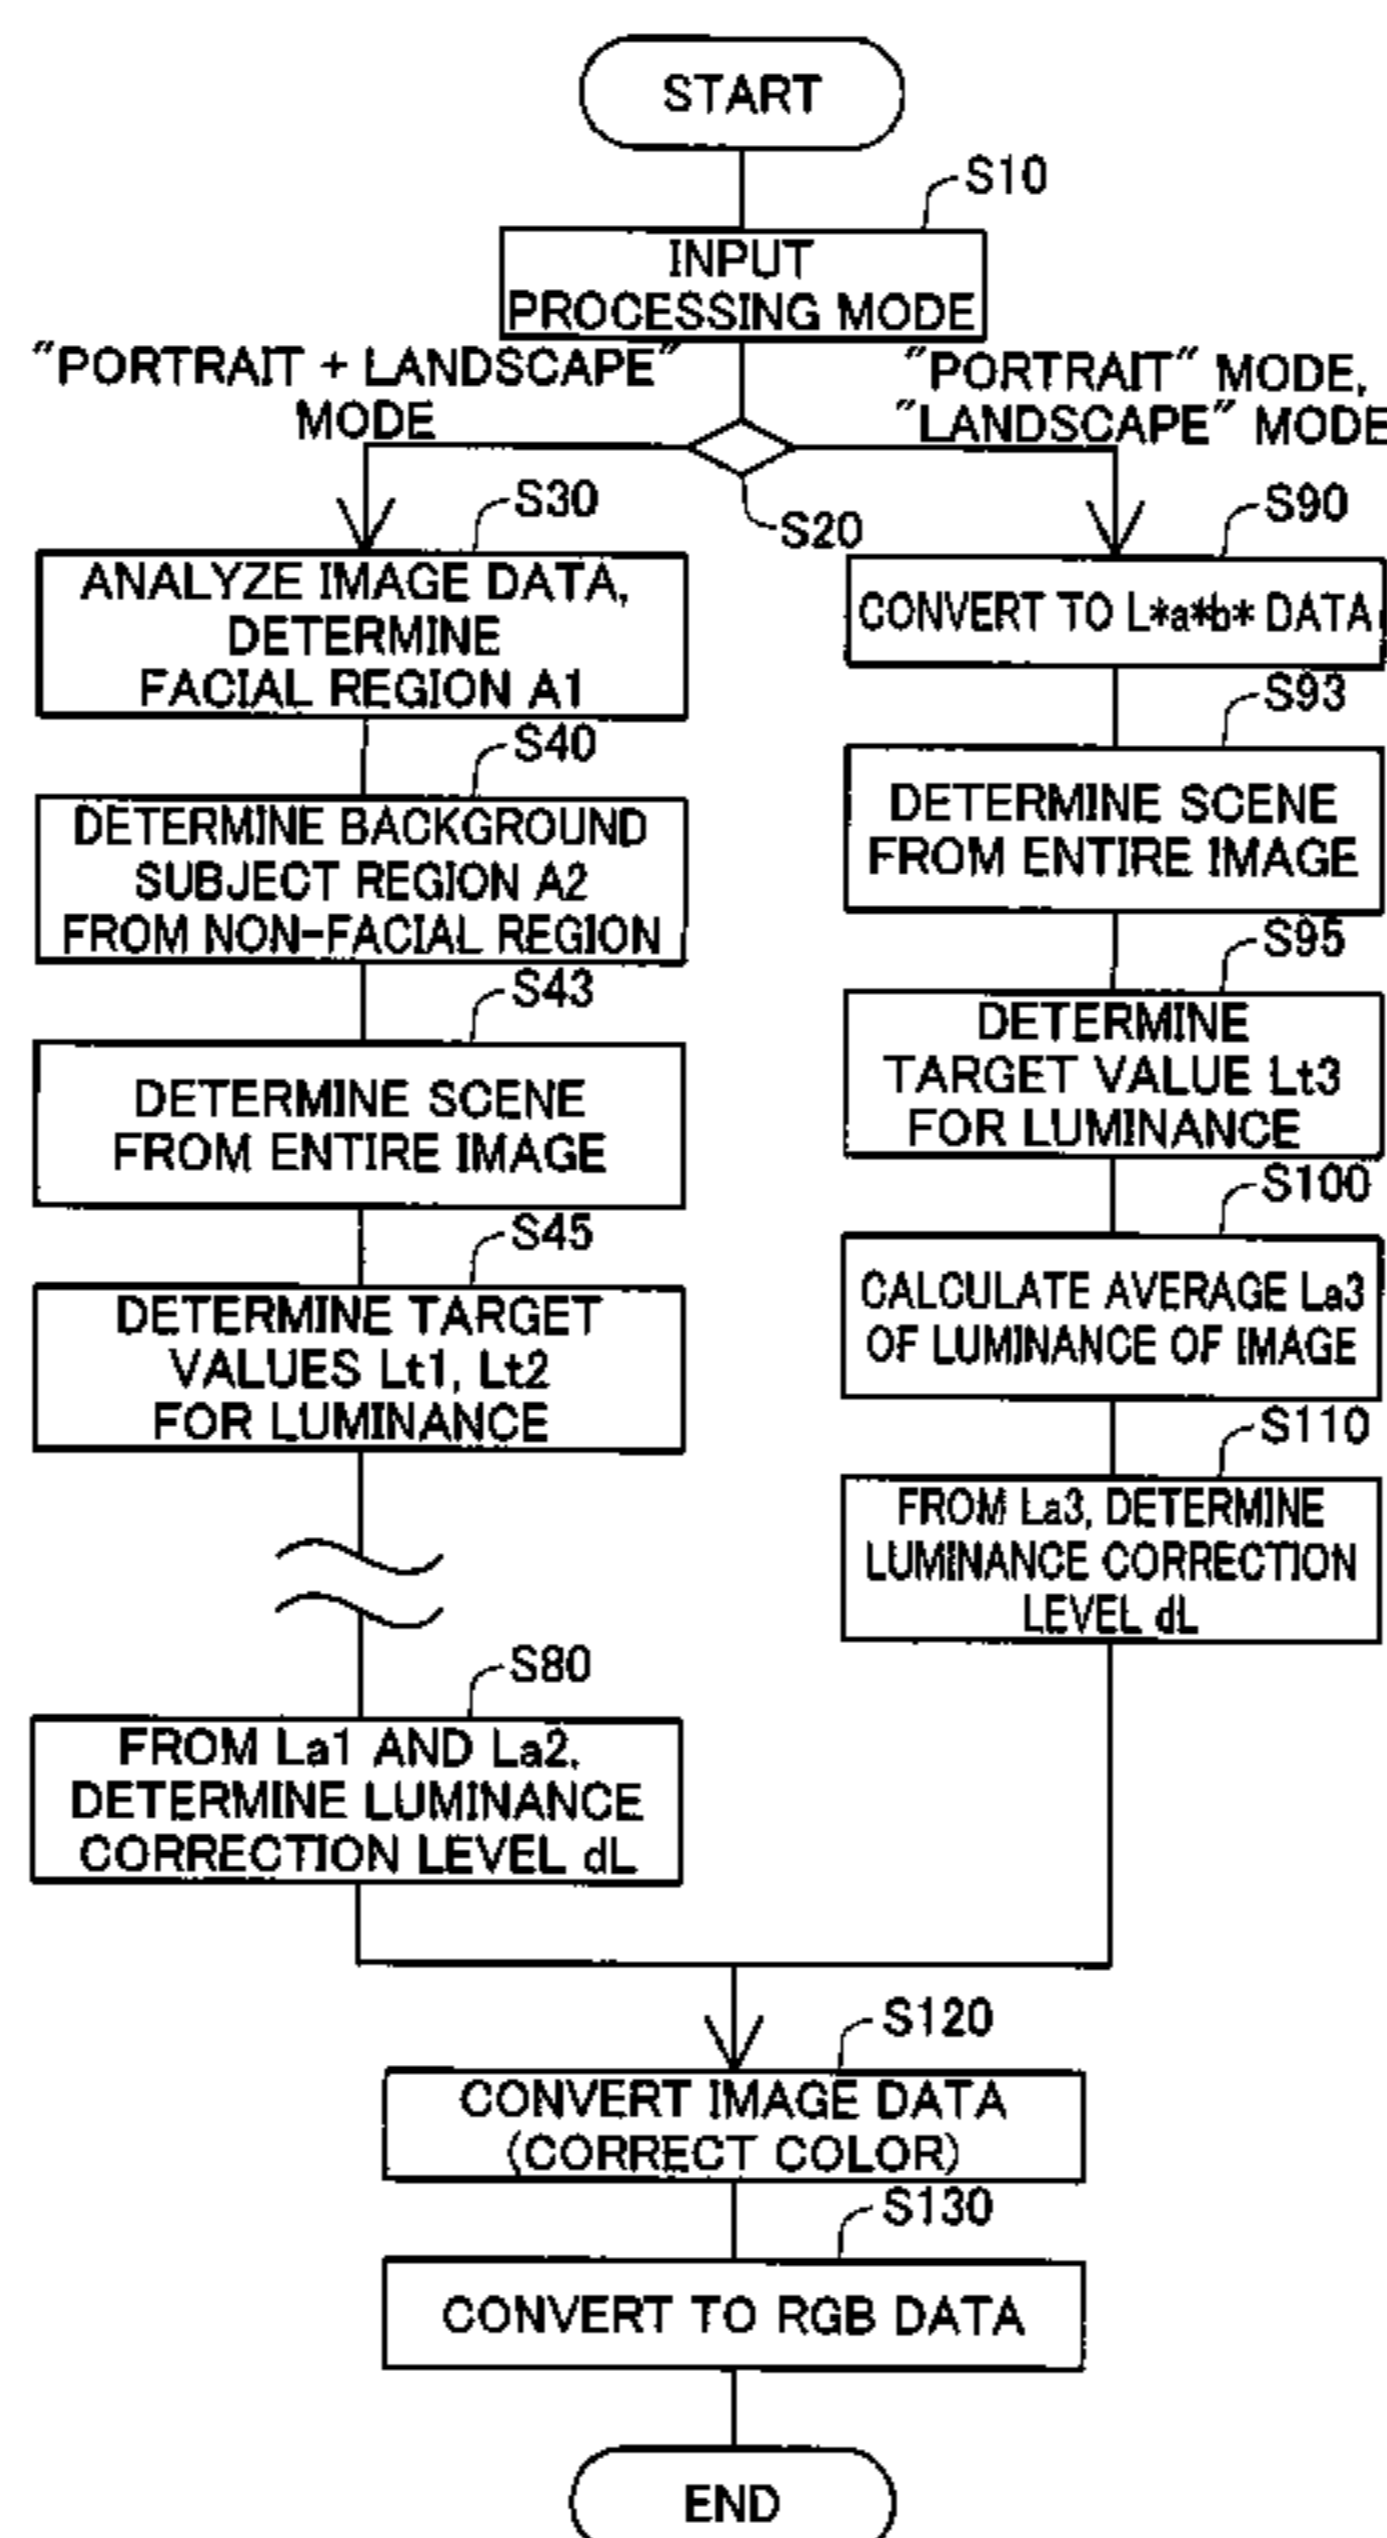 START
S10
INPUT
PROCESSING MODE
"PORTRAIT + LANDSCAPE"
MODE
"PORTRAIT" MODE,
"LANDSCAPE" MODE
S20
S30
ANALYZE IMAGE DATA,
DETERMINE
FACIAL REGION A1
S40
DETERMINE BACKGROUND
SUBJECT REGION A2
FROM NON-FACIAL REGION
S43
DETERMINE SCENE
FROM ENTIRE IMAGE
S45
DETERMINE TARGET
VALUES Lt1, Lt2
FOR LUMINANCE
S80
FROM La1 AND La2,
DETERMINE LUMINANCE
CORRECTION LEVEL dL
S90
CONVERT TO L*a*b* DATA
S93
DETERMINE SCENE
FROM ENTIRE IMAGE
S95
DETERMINE
TARGET VALUE Lt3
FOR LUMINANCE
S100
CALCULATE AVERAGE La3
OF LUMINANCE OF IMAGE
S110
FROM La3, DETERMINE
LUMINANCE CORRECTION
LEVEL dL
S120
CONVERT IMAGE DATA
(CORRECT COLOR)
S130
CONVERT TO RGB DATA
END